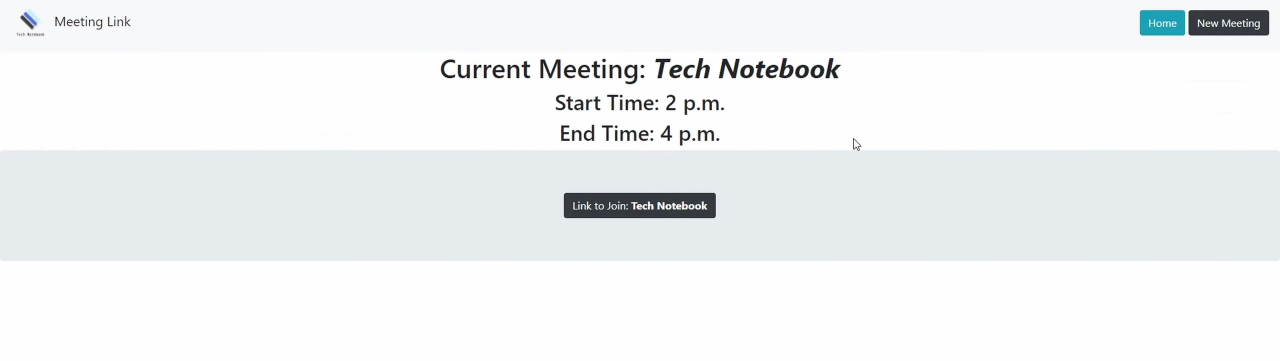 Meeting Link
Tech Notebook
Home
New Meeting
Current Meeting: Tech Notebook
Start Time: 2 p.m.
End Time: 4 p.m.
Link to Join: Tech Notebook